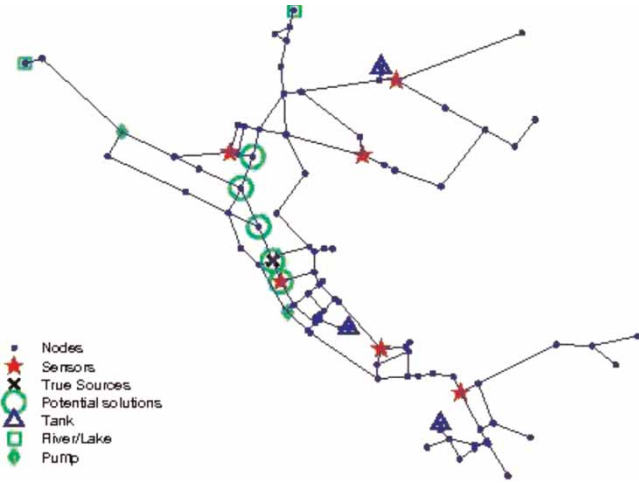 Nodes
Sensors
True Sources
Potential solutions
Tank
River/Lake
Pump